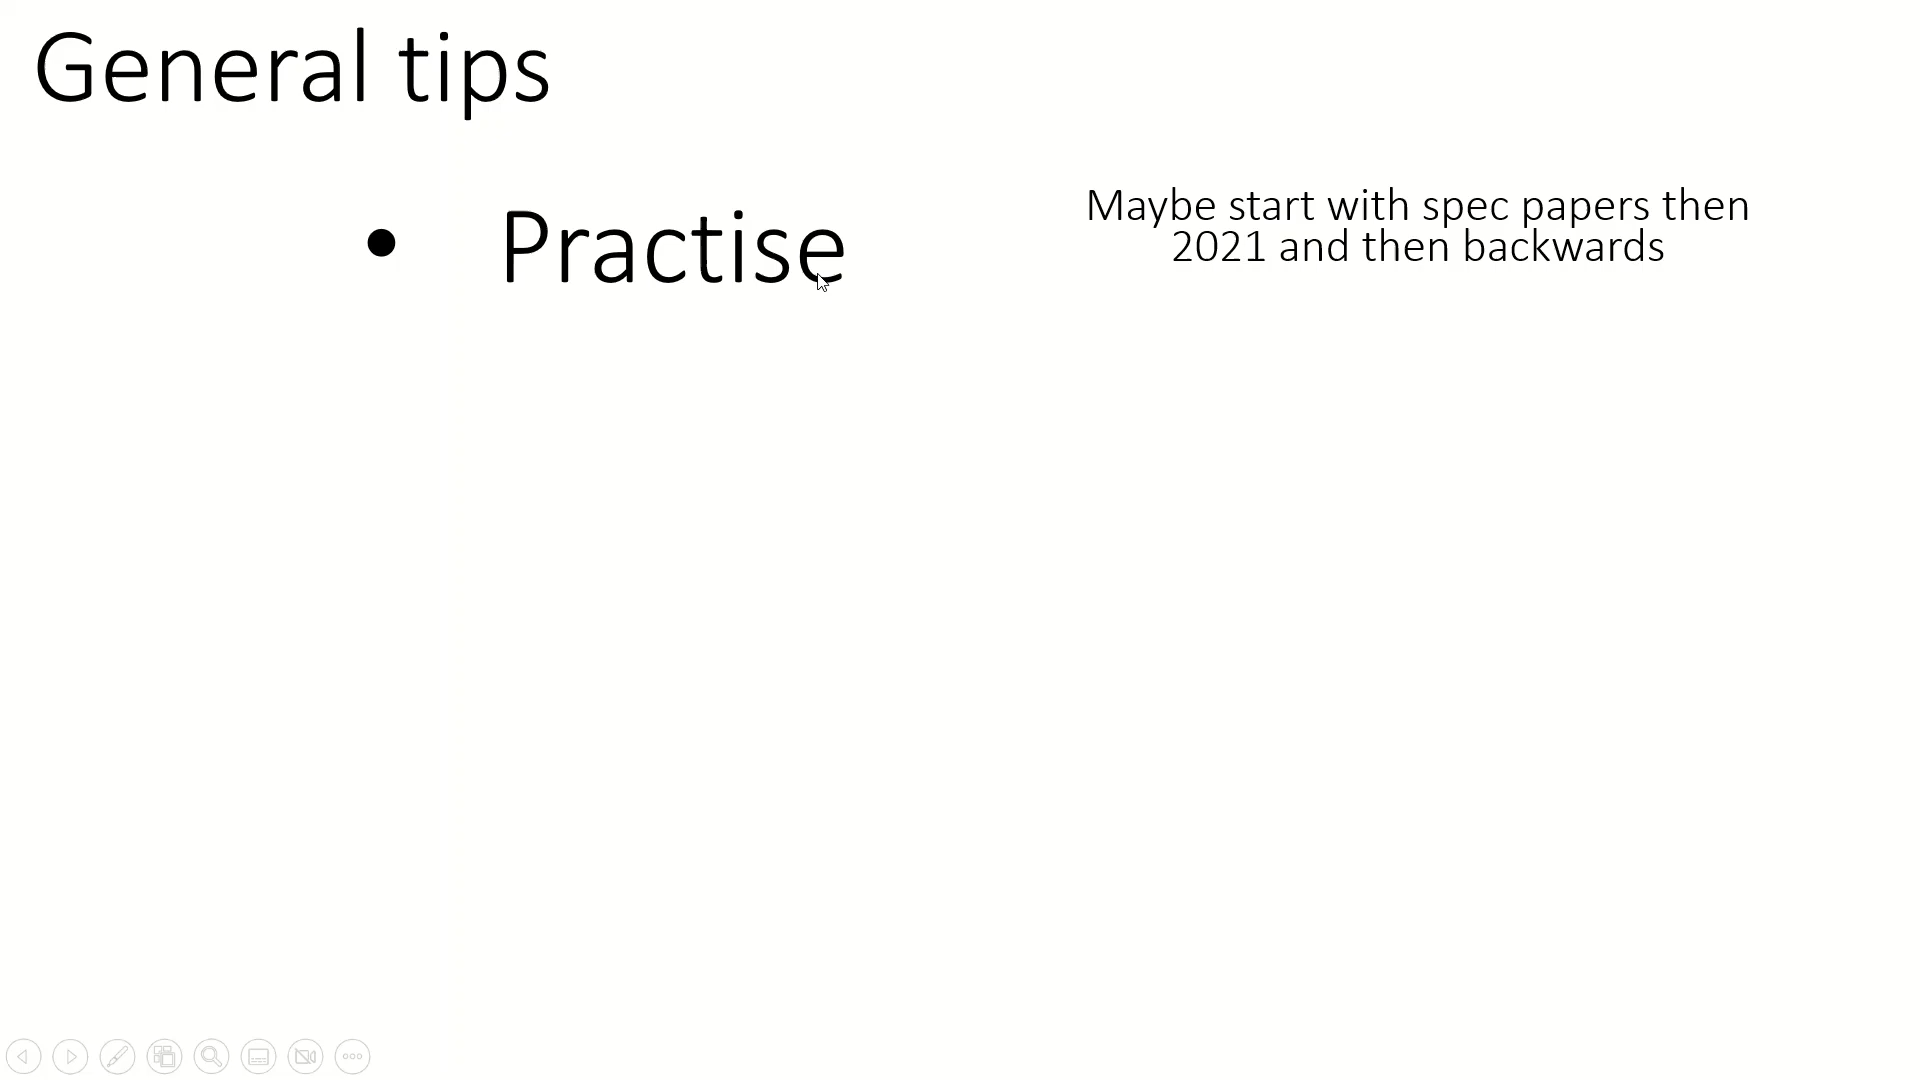 General tips
• Practise
Maybe start with spec papers then
2021 and then backwards